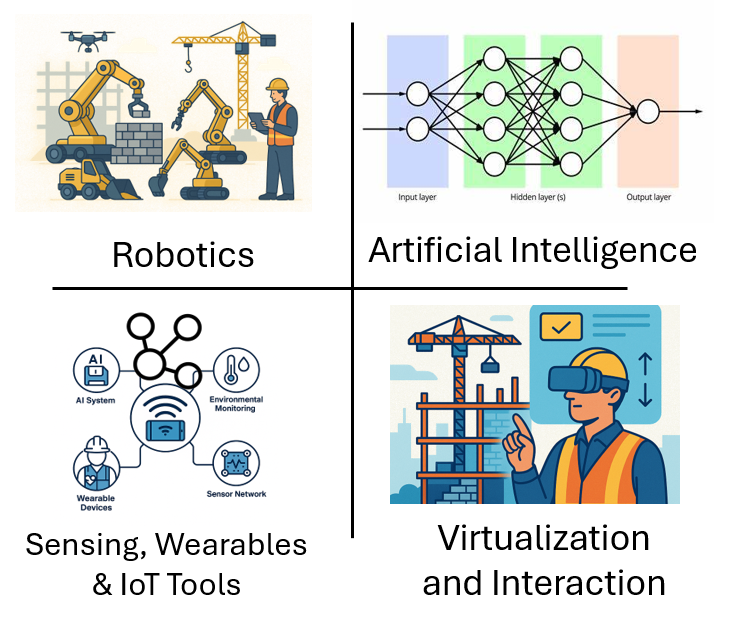 Input layer
Hidden layer (s)
Output layer
Robotics
Artificial Intelligence
AI
AI System
Environmental
Monitoring
Wearable
Devices
Sensor Network
Sensing, Wearables
& IoT Tools
Virtualization
and Interaction